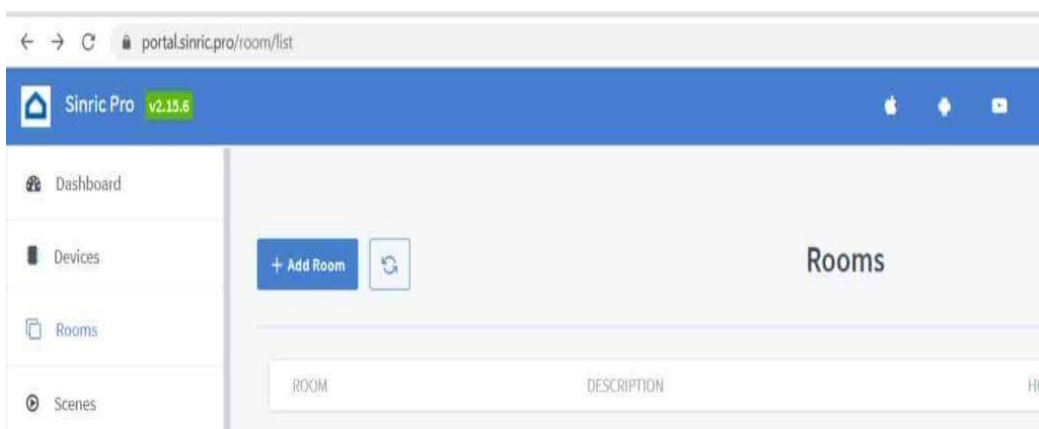 portal.sinric.pro/room/list
Sinric Pro v2.15.6
Dashboard
Devices
+ Add Room
Rooms
Rooms
Scenes
ROOM DESCRIPTION